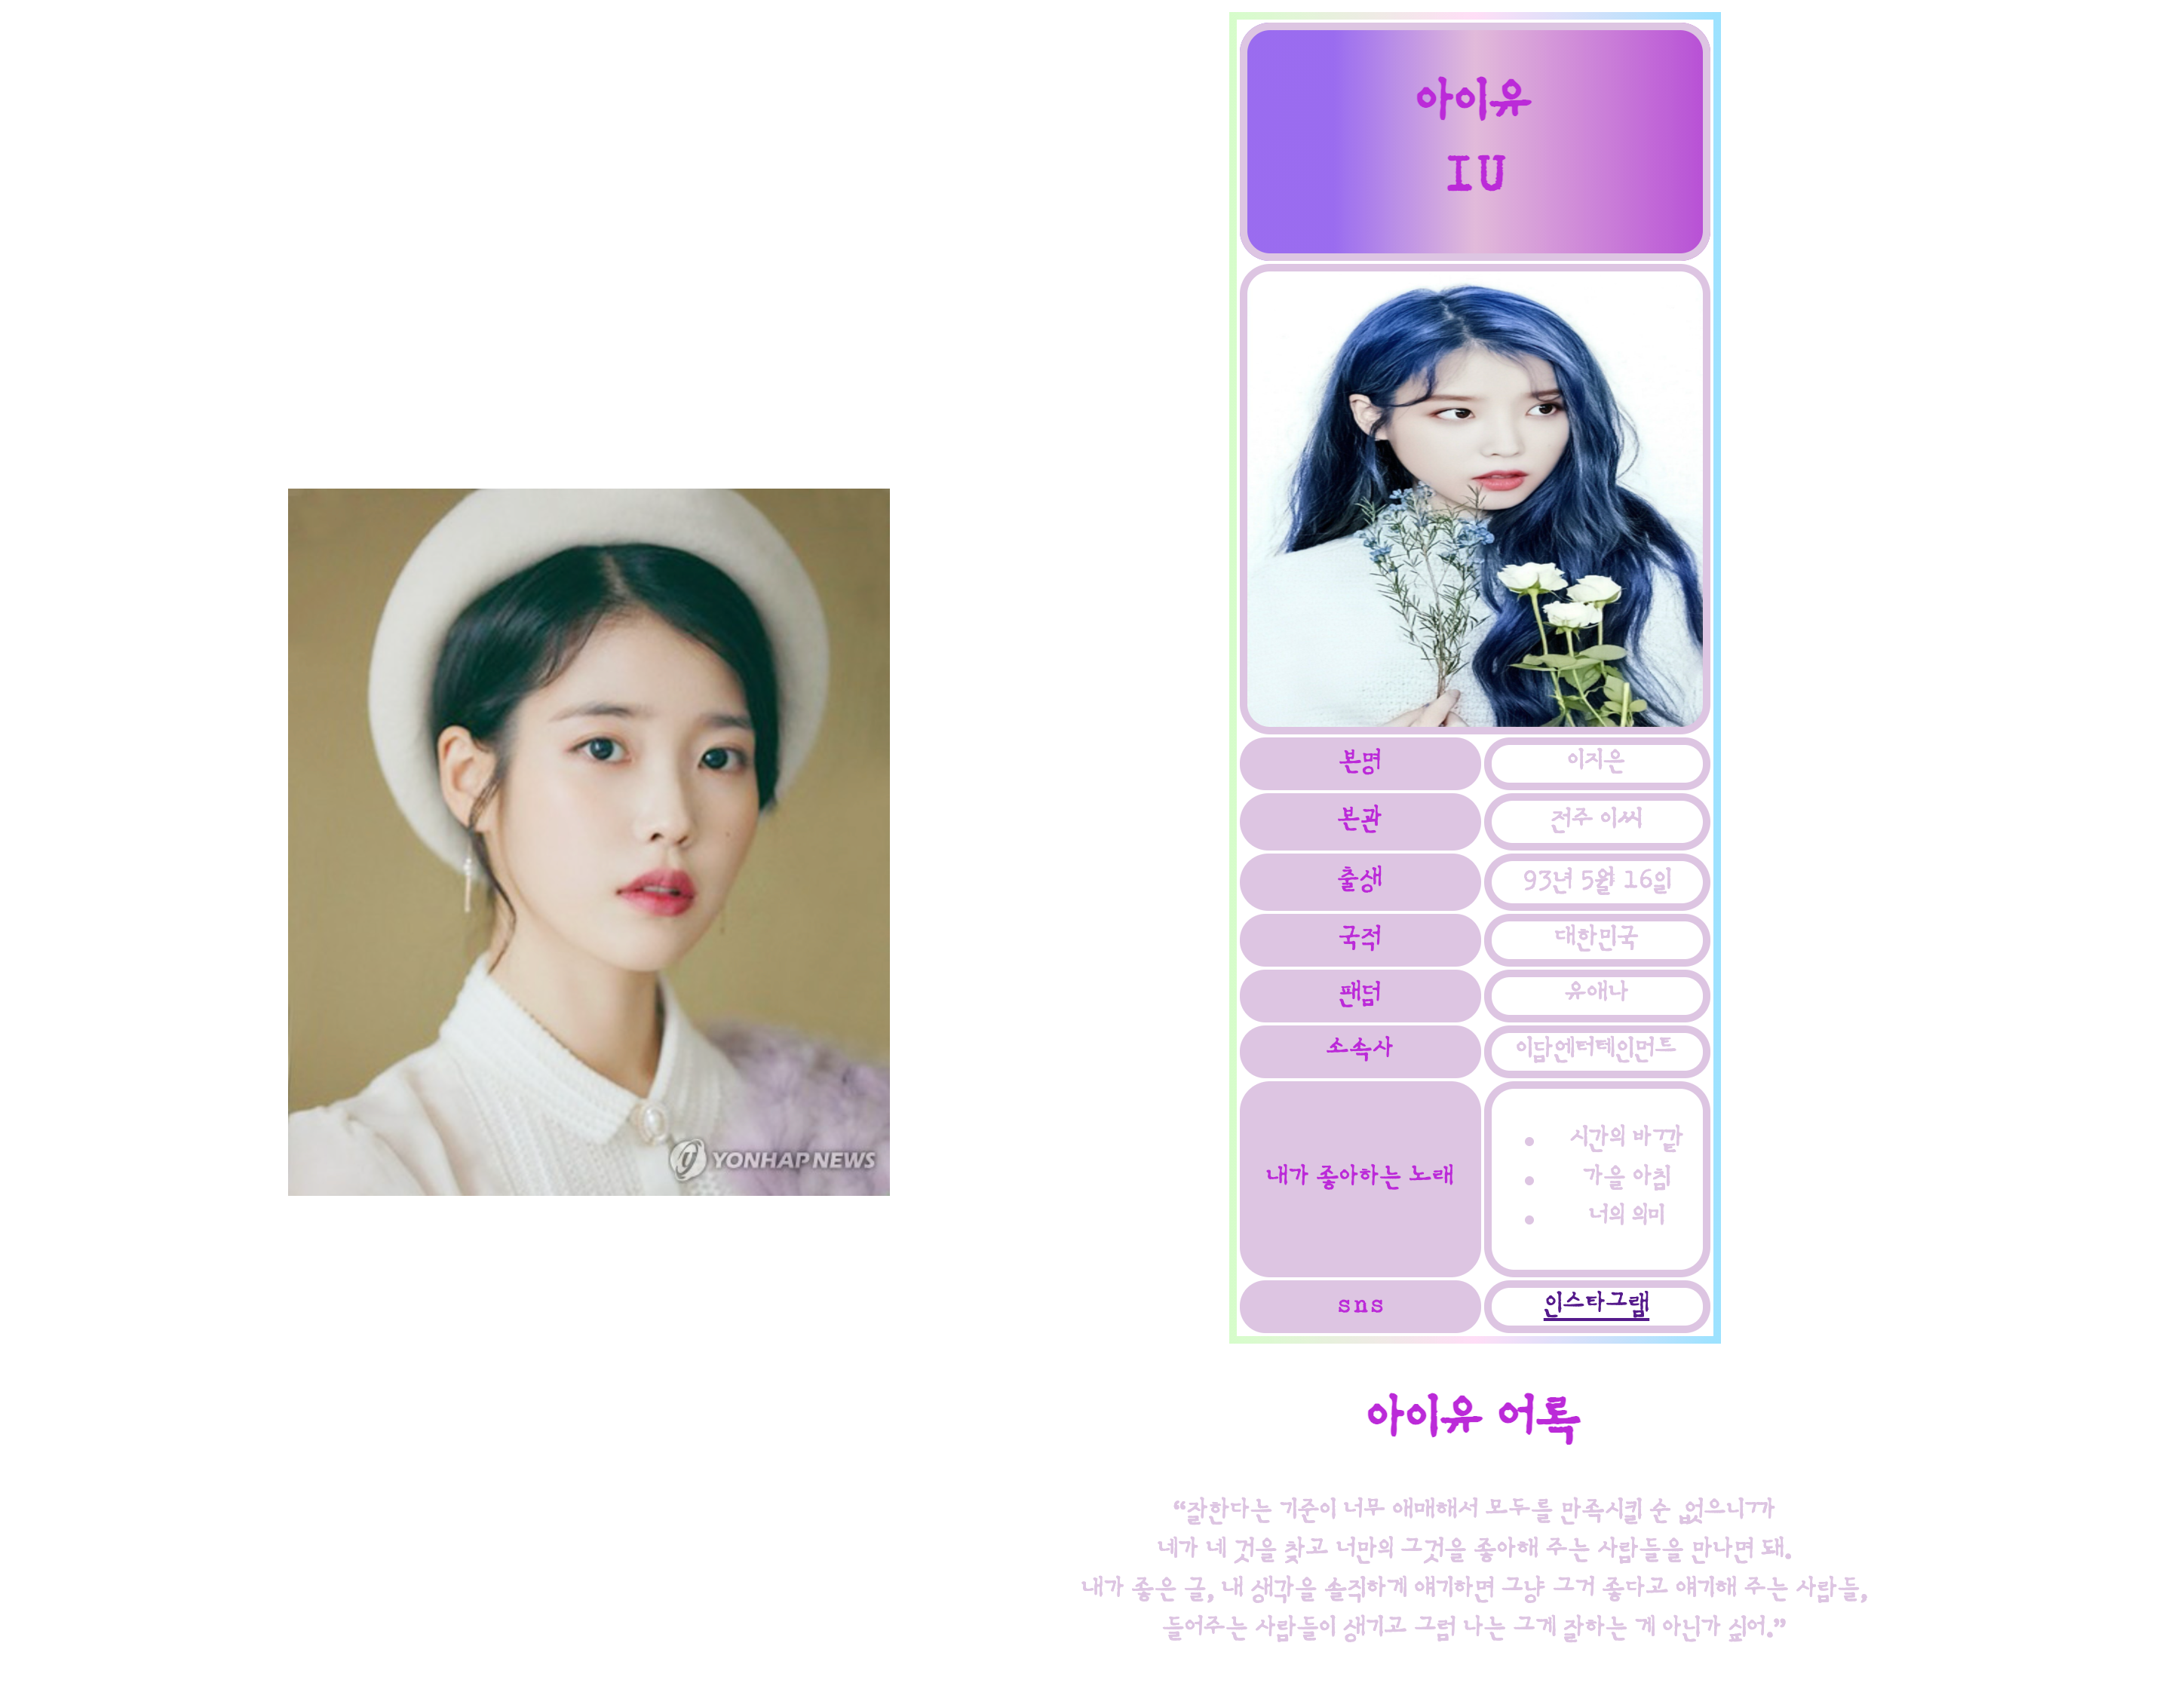 아이유
IU
YONHAP NEWS
본명 이지은
본관 전주 이씨
출생 93년 5월 16일
국적 대한민국
팬덤 유애나
소속사 이담엔터테인먼트
내가 좋아하는 노래
• 시간의 바깥
• 가을 아침
• 너의 의미
sns 인스타그램
아이유 어록
“잘한다는 기준이 너무 애매해서 모두를 만족시킬 순 없으니까
네가 네 것을 찾고 너만의 그것을 좋아해 주는 사람들을 만나면 돼.
내가 좋은 글, 내 생각을 솔직하게 얘기하면 그냥 그거 좋다고 얘기해 주는 사람들,
들어주는 사람들이 생기고 그럼 나는 그게 잘하는 게 아닌가 싶어.”